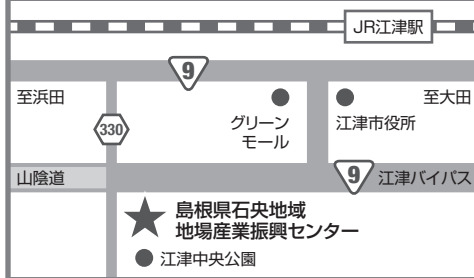 JR江津駅
9
至浜田
至大田
330
グリーン
モール
江津市役所
山陰道
9
江津バイパス
島根県石央地域
地場産業振興センター
江津中央公園